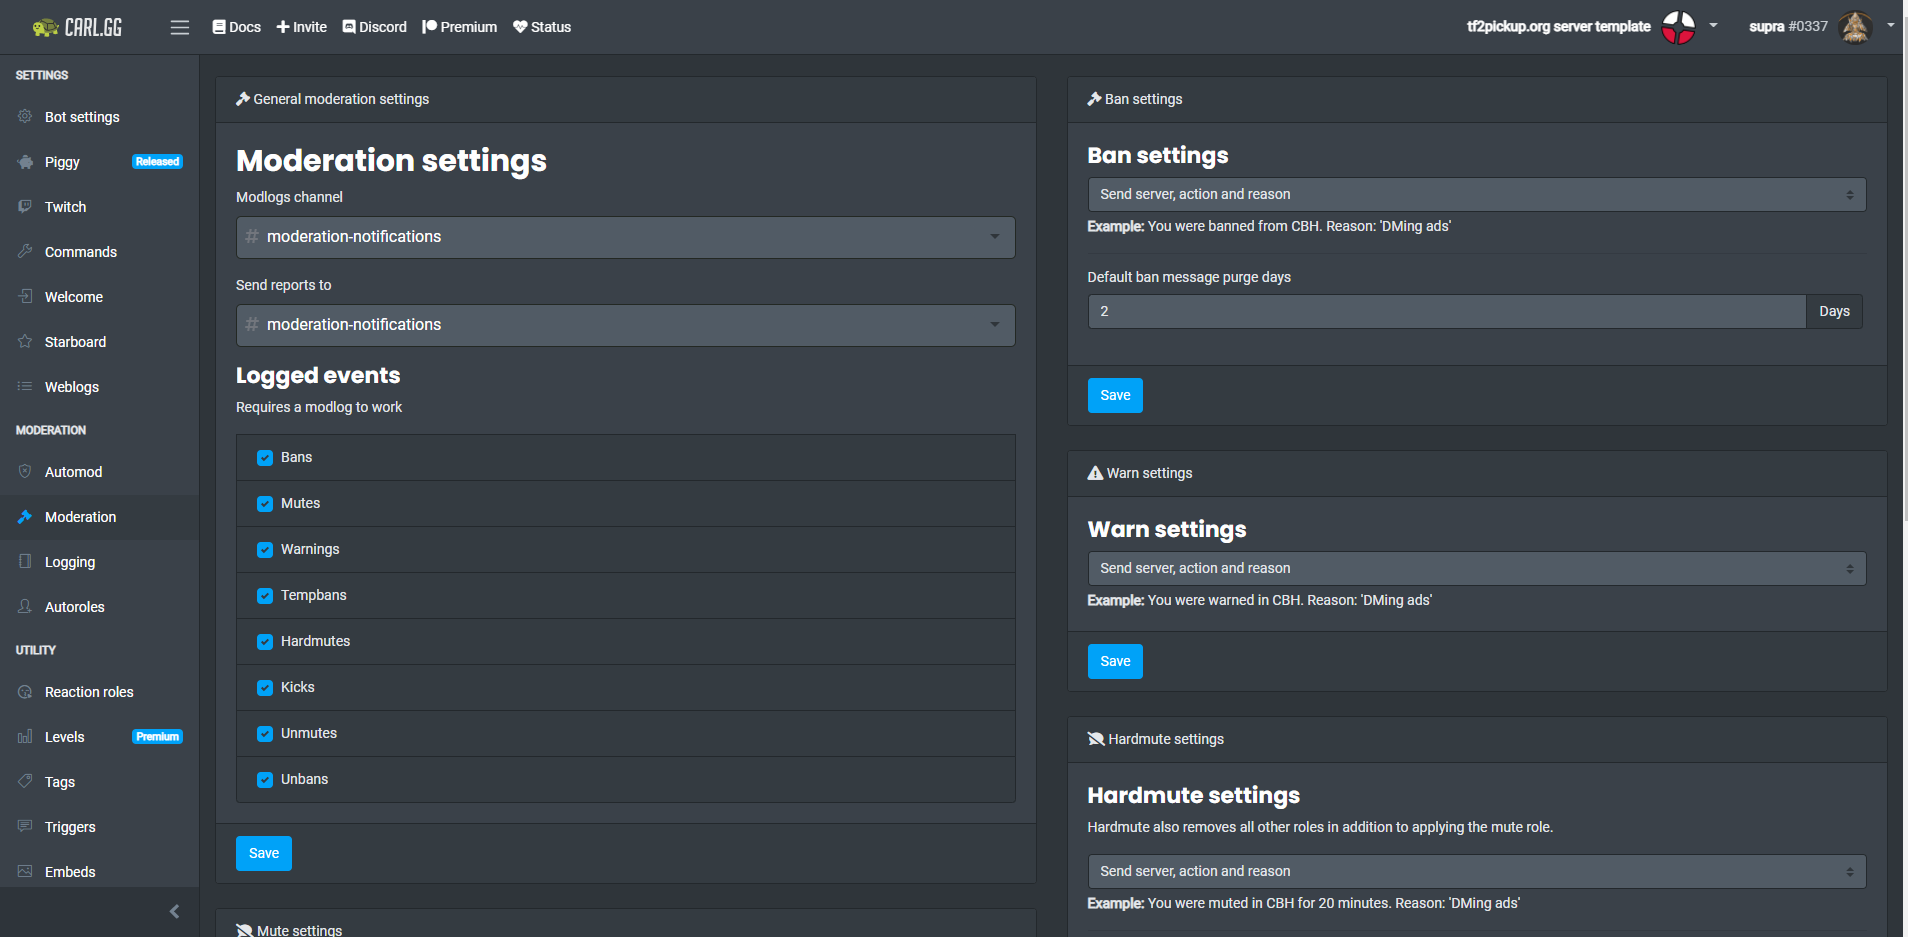 CARL.GG
Docs
Invite
Discord
Premium
Status
tf2pickup.org server template
supra #0337
SETTINGS
Bot settings
Piggy
Released
Twitch
Commands
Welcome
Starboard
Weblogs
MODERATION
Automod
Moderation
Logging
Autoroles
UTILITY
Reaction roles
Levels
Premium
Tags
Triggers
Embeds
General moderation settings
Moderation settings
Modlogs channel
# moderation-notifications
Send reports to
# moderation-notifications
Logged events
Requires a modlog to work
Bans
Mutes
Warnings
Tempbans
Hardmutes
Kicks
Unmutes
Unbans
Save
Mute settings
Ban settings
Ban settings
Send server, action and reason
Example: You were banned from CBH. Reason: 'DMing ads'
Default ban message purge days
2
Days
Save
Warn settings
Warn settings
Send server, action and reason
Example: You were warned in CBH. Reason: 'DMing ads'
Save
Hardmute settings
Hardmute settings
Hardmute also removes all other roles in addition to applying the mute role.
Send server, action and reason
Example: You were muted in CBH for 20 minutes. Reason: 'DMing ads'